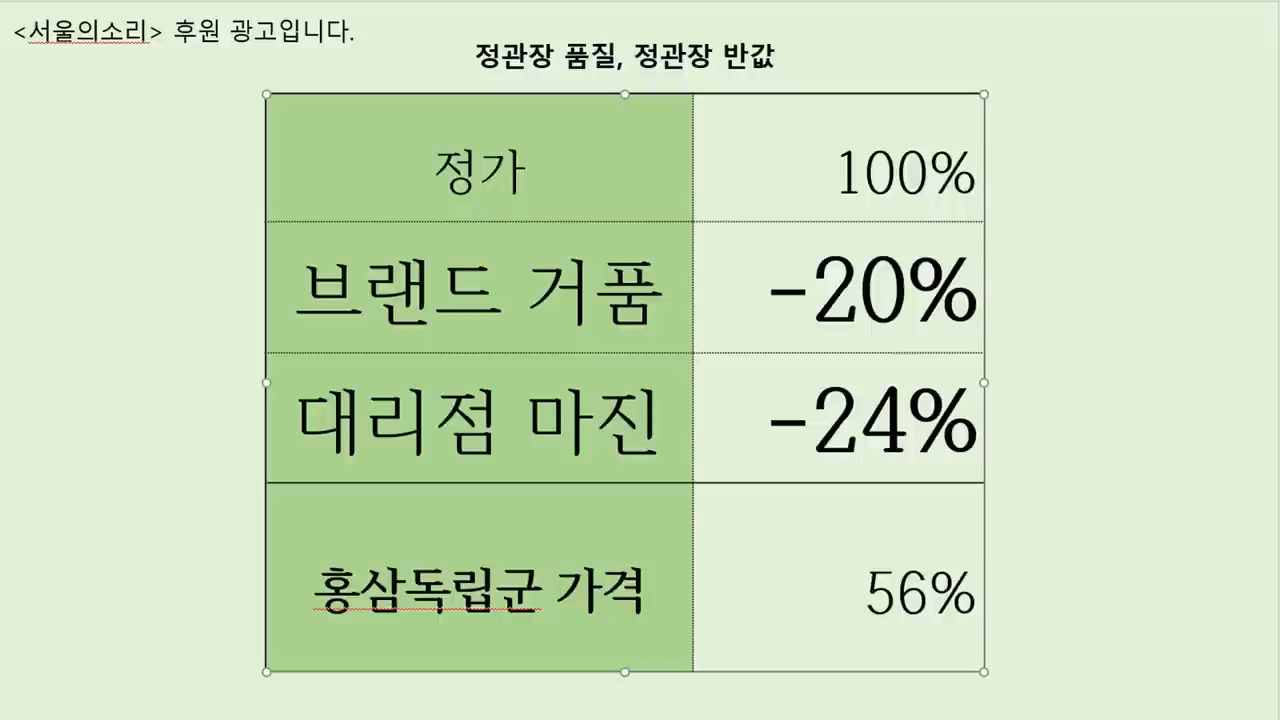 <서울의소리> 후원 광고입니다.
정관장 품질, 정관장 반값
정가 100%
브랜드 거품 -20%
대리점 마진 -24%
홍삼독립군 가격 56%